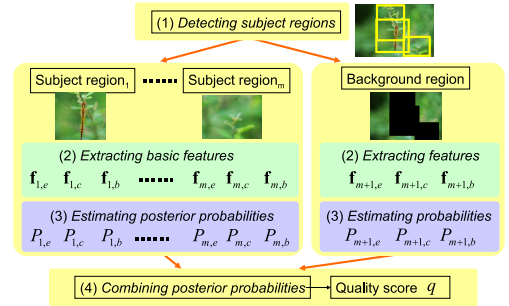 (1) Detecting subject regions
Subject region₁ ▪▪▪▪▪▪ Subject regionₘ
Background region
(2) Extracting basic features
f₁,ₑ f₁,c f₁,b ▪▪▪▪▪▪ fₘ,ₑ fₘ,c fₘ,b
(2) Extracting features
fₘ₊₁,ₑ fₘ₊₁,c fₘ₊₁,b
(3) Estimating posterior probabilities
P₁,ₑ P₁,c P₁,b ▪▪▪▪▪▪ Pₘ,ₑ Pₘ,c Pₘ,b
(3) Estimating probabilities
Pₘ₊₁,ₑ Pₘ₊₁,c Pₘ₊₁,b
(4) Combining posterior probabilities → Quality score q